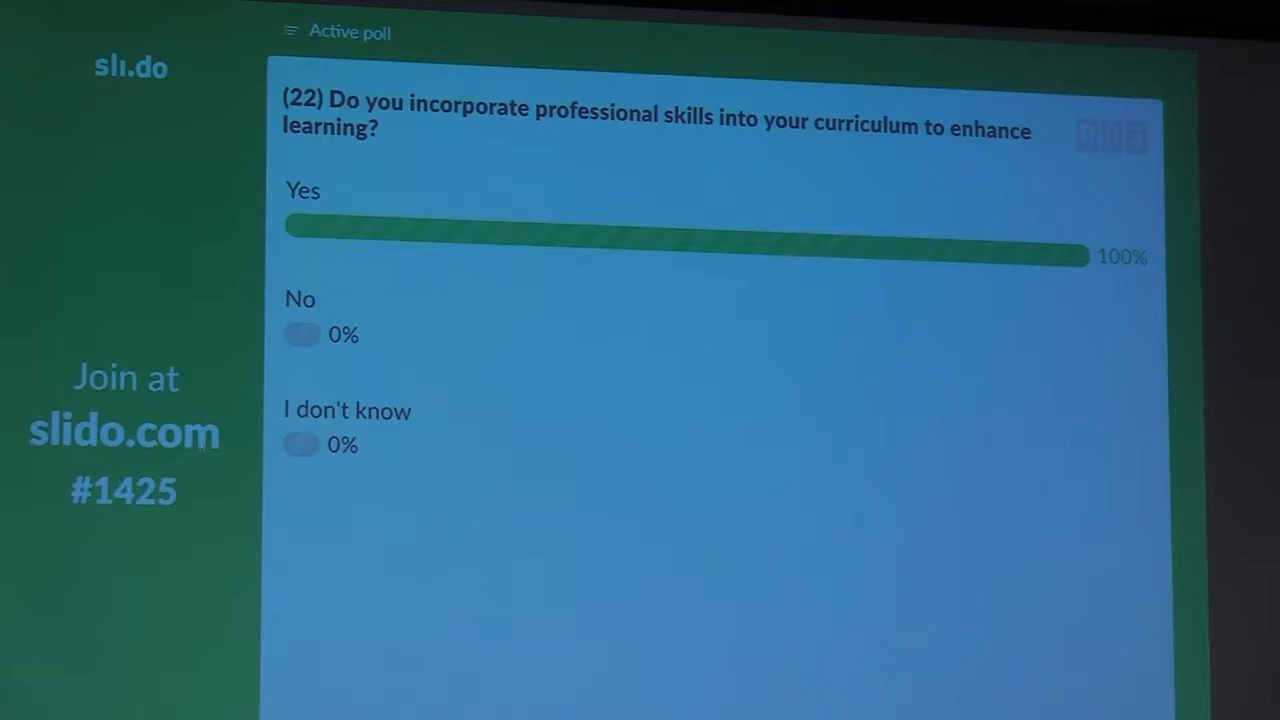 Active poll
sli.do
(22) Do you incorporate professional skills into your curriculum to enhance
learning?
Yes
100%
No
0%
I don't know
0%
Join at
slido.com
#1425